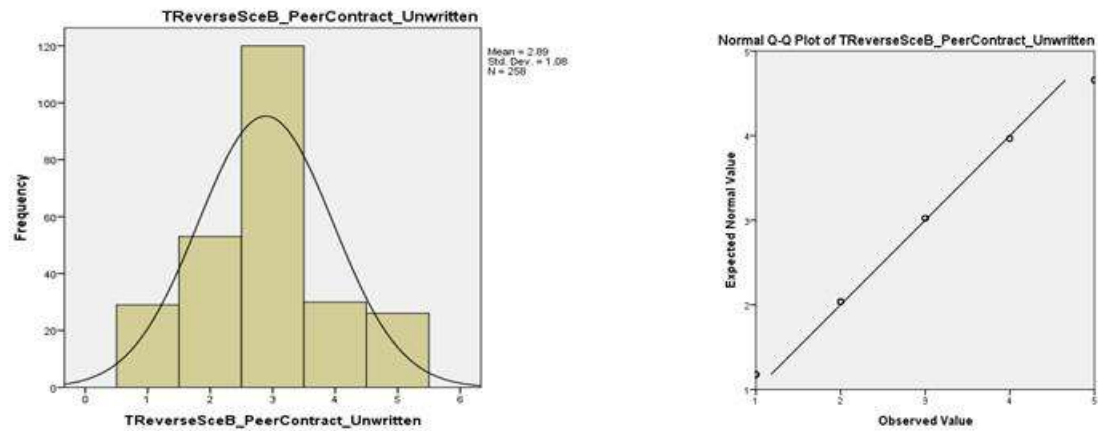 TReverseSceB_PeerContract_Unwritten
Mean = 2.89
Std. Dev. = 1.08
N = 258
120
100
80
60
40
20
0
Frequency
0 1 2 3 4 5 6
TReverseSceB_PeerContract_Unwritten
Normal Q-Q Plot of TReverseSceB_PeerContract_Unwritten
5
4
3
2
1
Expected Normal Value
1 2 3 4 5
Observed Value